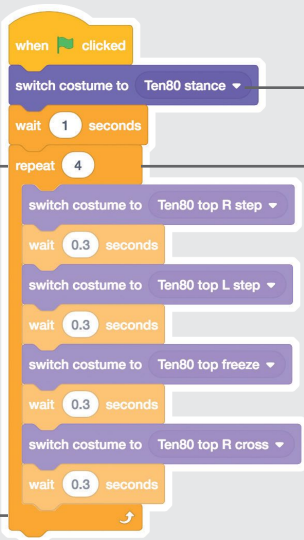 when clicked
switch costume to Ten80 stance
wait 1 seconds
repeat 4
switch costume to Ten80 top R step
wait 0.3 seconds
switch costume to Ten80 top L step
wait 0.3 seconds
switch costume to Ten80 top freeze
wait 0.3 seconds
switch costume to Ten80 top R cross
wait 0.3 seconds